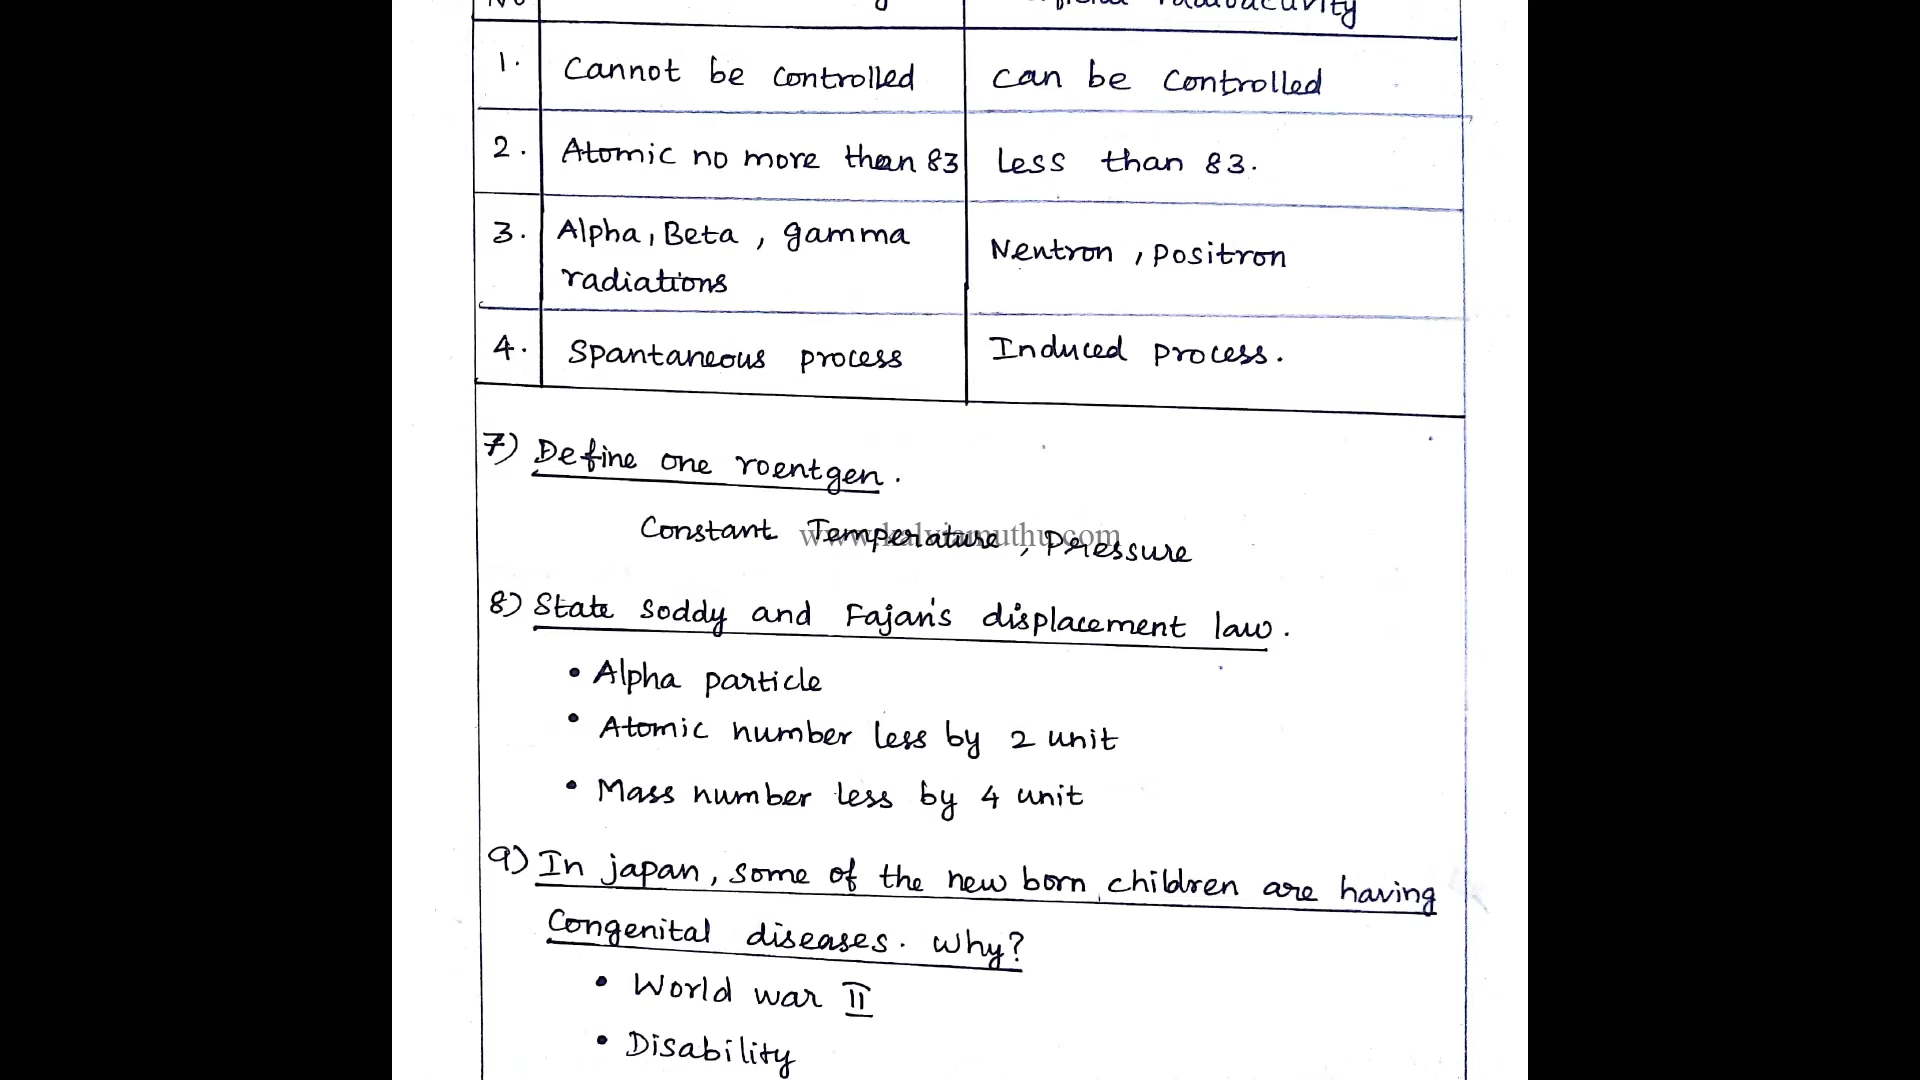 No
radioactivity
1. Cannot be controlled can be controlled
2. Atomic no more than 83 Less than 83.
3. Alpha, Beta, gamma Nentron, positron
radiations
4. Spantaneous process Induced process.
7) Define one roentgen.
Constant Temperature, Pressure
8) State Soddy and Fajan's displacement law.
• Alpha particle
• Atomic number less by 2 unit
• Mass number less by 4 unit
9) In japan, some of the new born children are having
Congenital diseases. Why?
• World war II
• Disability